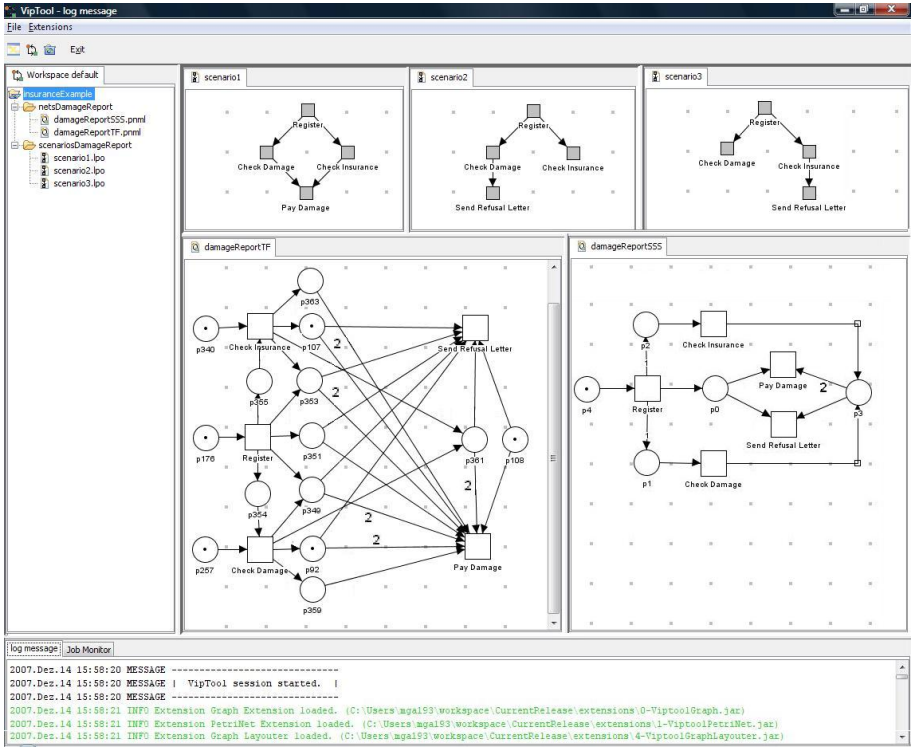 VipTool - log message
File Extensions
Exit
Workspace default
insuranceExample
netsDamageReport
damageReportSSS.pnml
damageReportTF.pnml
scenariosDamageReport
scenario1.lpo
scenario2.lpo
scenario3.lpo
scenario1
Register
Check Damage Check Insurance
Pay Damage
scenario2
Register
Check Damage Check Insurance
Send Refusal Letter
scenario3
Register
Check Damage Check Insurance
Send Refusal Letter
damageReportTF
p363
p340 Check Insurance p107 2 Send Refusal Letter
p355 p353 2
p176 Register p351 p361 p108
p354 p349 2 2
2
p257 Check Damage p92 Pay Damage
p359
damageReportSSS
p2 Check Insurance
1
Pay Damage 2
p4 Register p0 p3
1 Send Refusal Letter
p1 Check Damage
log message Job Monitor
2007.Dez.14 15:58:20 MESSAGE ------------------------------
2007.Dez.14 15:58:20 MESSAGE | VipTool session started. |
2007.Dez.14 15:58:20 MESSAGE ------------------------------
2007.Dez.14 15:58:21 INFO Extension Graph Extension loaded. (C:\Users\mga193\workspace\CurrentRelease\extensions\0-ViptoolGraph.jar)
2007.Dez.14 15:58:21 INFO Extension PetriNet Extension loaded. (C:\Users\mga193\workspace\CurrentRelease\extensions\1-ViptoolPetriNet.jar)
2007.Dez.14 15:58:21 INFO Extension Graph Layouter loaded. (C:\Users\mga193\workspace\CurrentRelease\extensions\4-ViptoolGraphLayouter.jar)